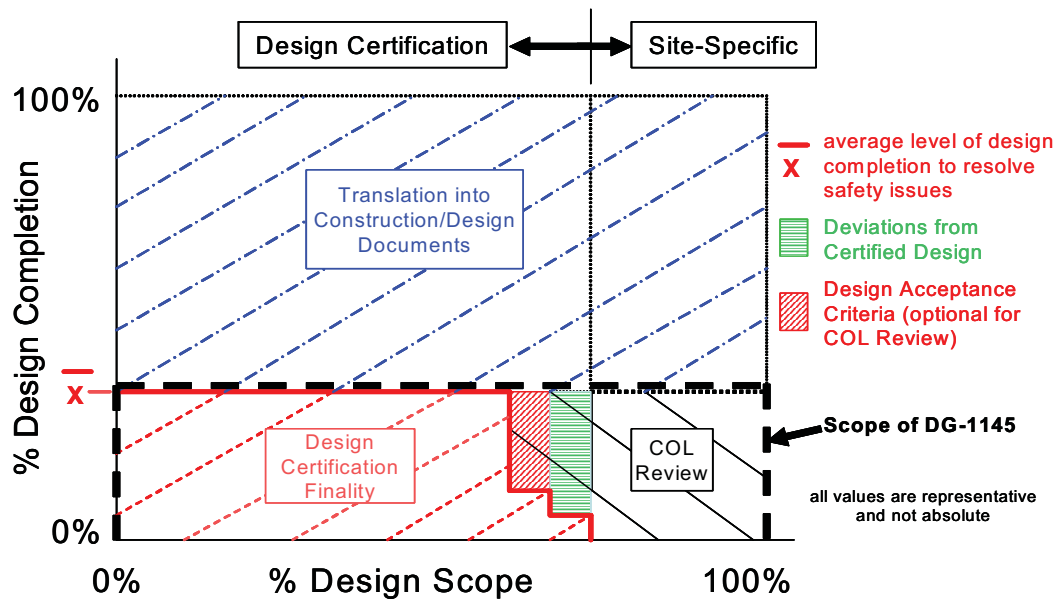 Design Certification
Site-Specific
100%
% Design Completion
Translation into
Construction/Design
Documents
average level of design
x
completion to resolve
safety issues
Deviations from
Certified Design
Design Acceptance
Criteria (optional for
COL Review)
x
Design
Certification
Finality
COL
Review
Scope of DG-1145
all values are representative
and not absolute
0%
0%
% Design Scope
100%